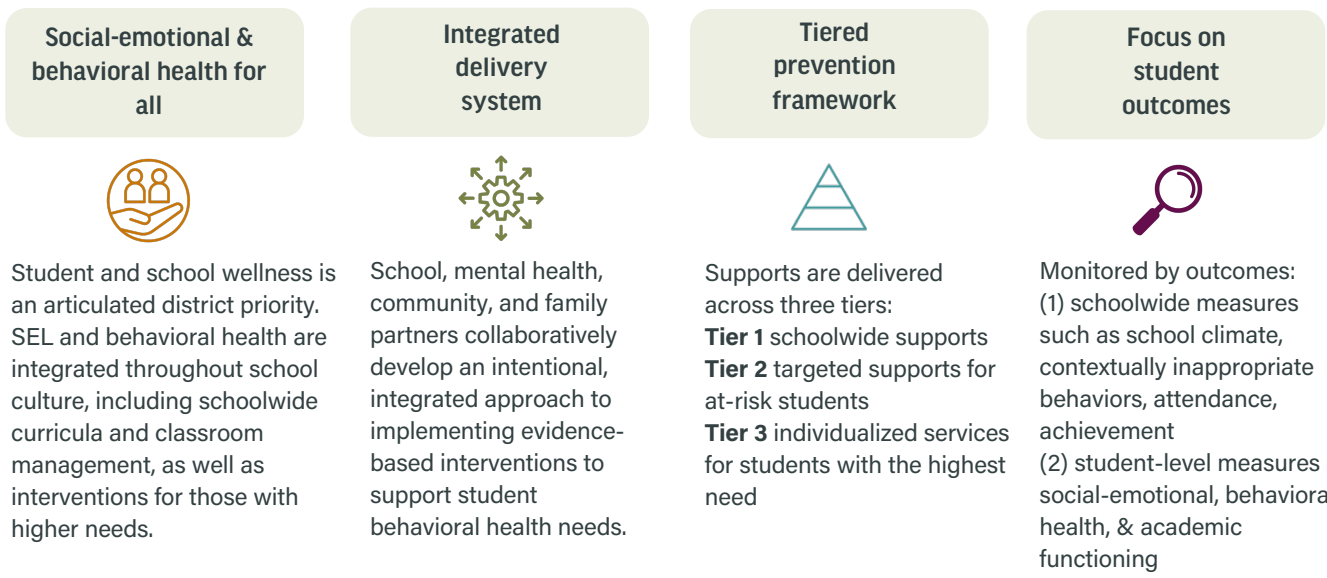 Social-emotional &
behavioral health for
all
Student and school wellness is
an articulated district priority.
SEL and behavioral health are
integrated throughout school
culture, including schoolwide
curricula and classroom
management, as well as
interventions for those with
higher needs.
Integrated
delivery
system
School, mental health,
community, and family
partners collaboratively
develop an intentional,
integrated approach to
implementing evidence-
based interventions to
support student
behavioral health needs.
Tiered
prevention
framework
Supports are delivered
across three tiers:
Tier 1 schoolwide supports
Tier 2 targeted supports for
at-risk students
Tier 3 individualized services
for students with the highest
need
Focus on
student
outcomes
Monitored by outcomes:
(1) schoolwide measures
such as school climate,
contextually inappropriate
behaviors, attendance,
achievement
(2) student-level measures
social-emotional, behaviora
health, & academic
functioning